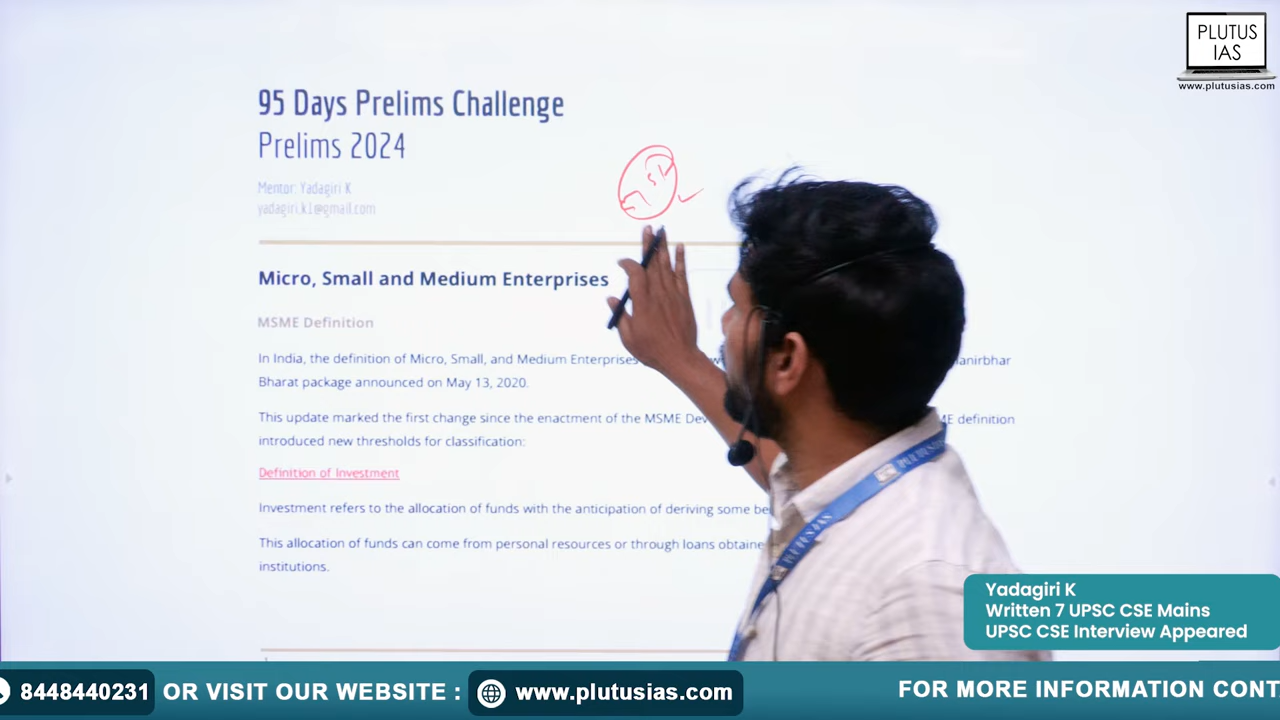 PLUTUS
IAS
www.plutusias.com
95 Days Prelims Challenge
Prelims 2024
Mentor: Yadagiri K
yadagiri.k1@gmail.com
Micro, Small and Medium Enterprises
MSME Definition
In India, the definition of Micro, Small, and Medium Enterprises
Bharat package announced on May 13, 2020.
This update marked the first change since the enactment of the MSME definition
introduced new thresholds for classification:
Definition of Investment
Investment refers to the allocation of funds with the anticipation of deriving some
This allocation of funds can come from personal resources or through loans
institutions.
PLUTUS
PLUTUS
Yadagiri K
Written 7 UPSC CSE Mains
UPSC CSE Interview Appeared
8448440231 OR VISIT OUR WEBSITE : www.plutusias.com FOR MORE INFORMATION CONT